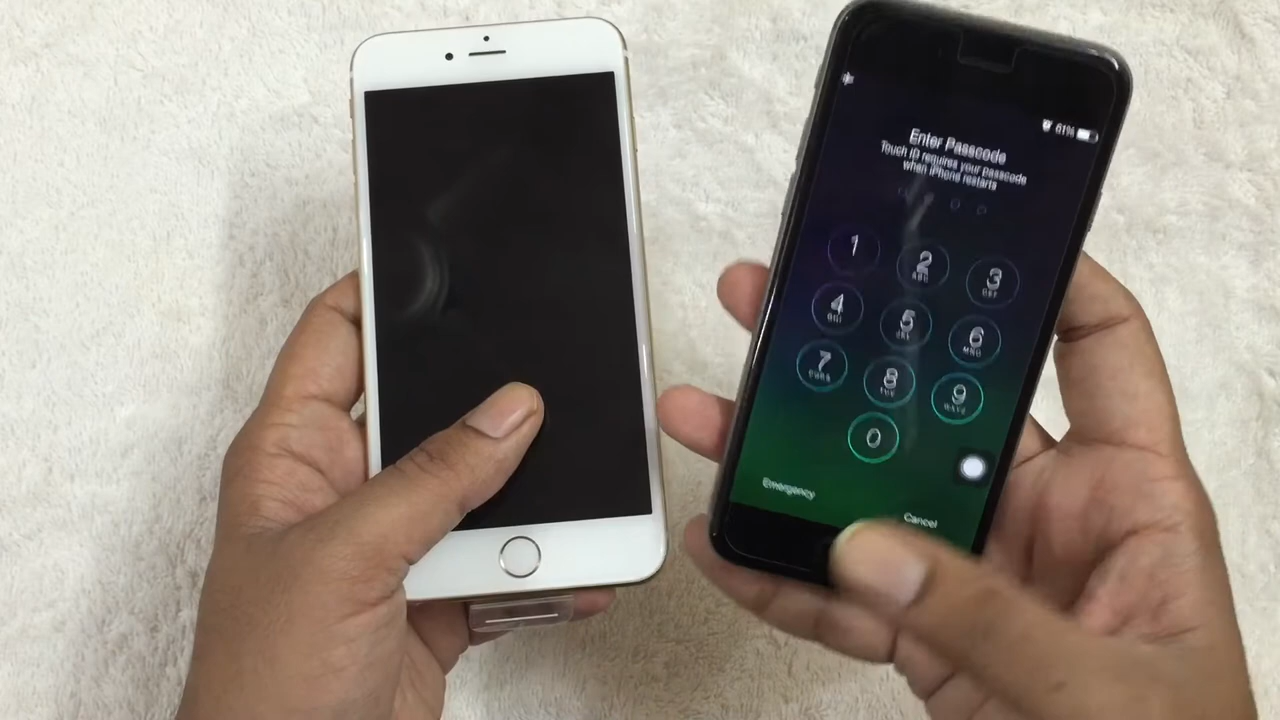 61%
Enter Passcode
Touch ID requires your passcode
when iPhone restarts
1
2
ABC
3
DEF
4
GHI
5
JKL
6
MNO
7
PQRS
8
TUV
9
WXYZ
0
Emergency
Cancel